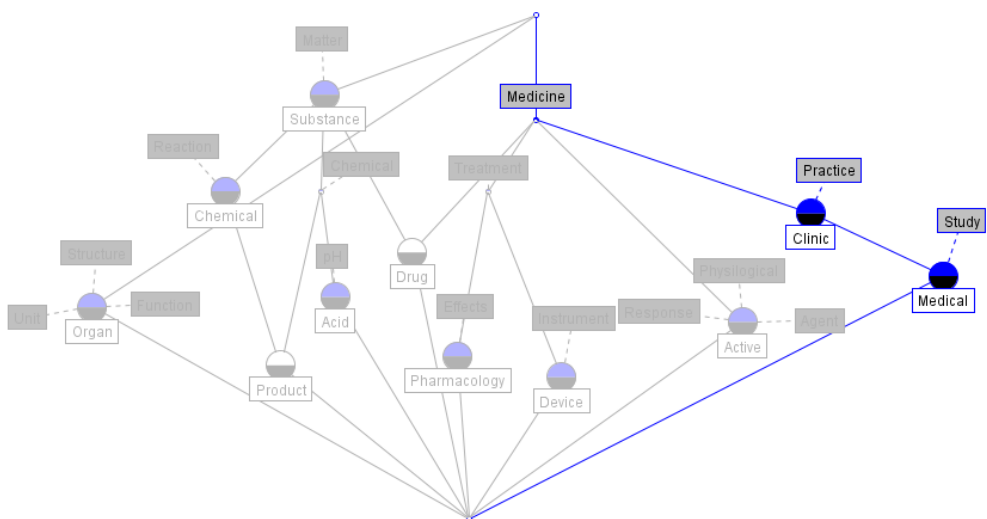 Matter
Medicine
Substance
Reaction
Chemical
Treatment
Practice
Chemical
Clinic
Study
Structure
pH
Drug
Physilogical
Medical
Unit
Function
Organ
Acid
Effects
Instrument
Response
Agent
Active
Product
Pharmacology
Device